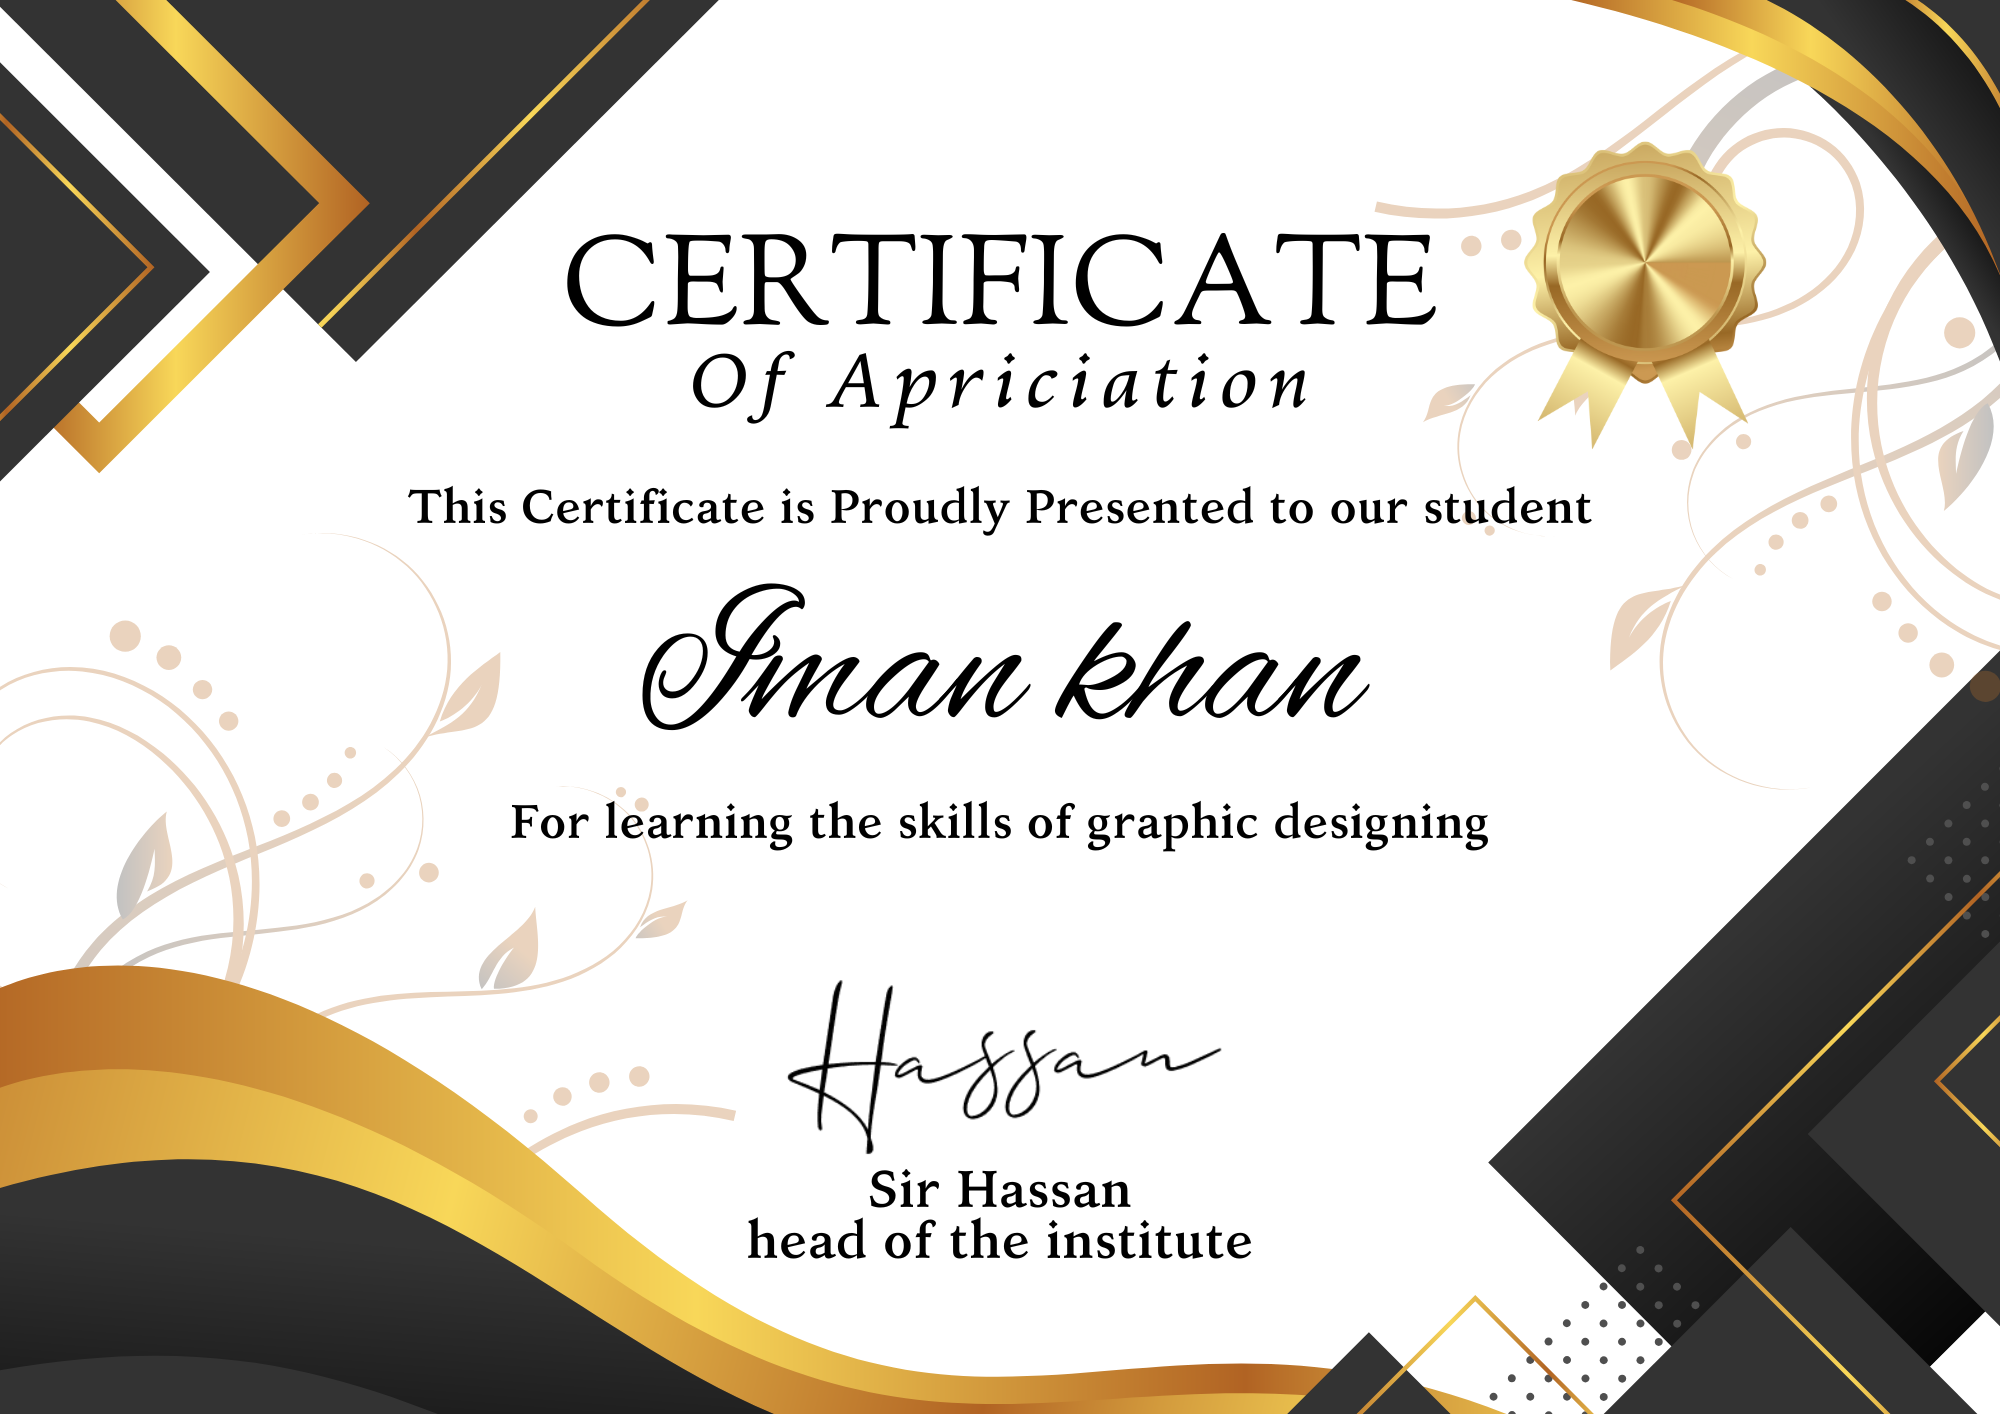 CERTIFICATE
Of Apriciation
This Certificate is Proudly Presented to our student
Iman khan
For learning the skills of graphic designing
Hassan
Sir Hassan
head of the institute